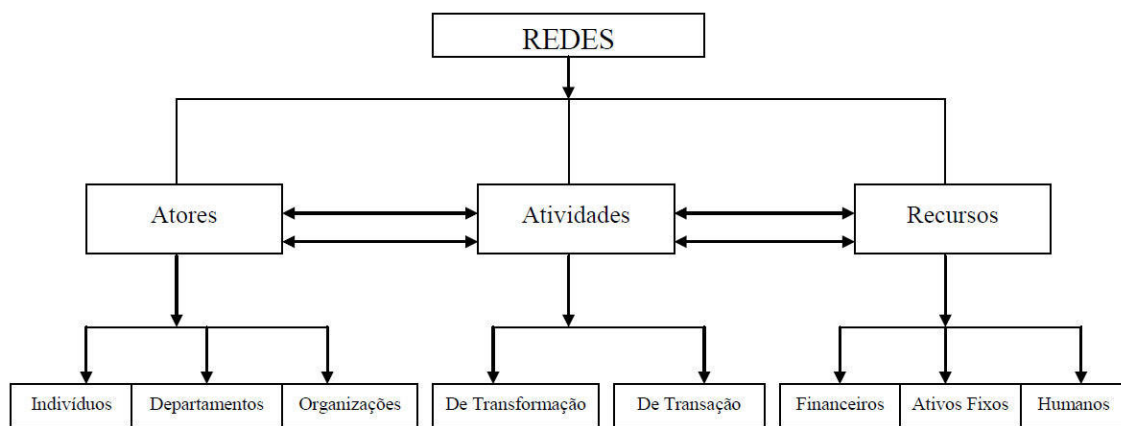 REDES
Atores
Atividades
Recursos
Indivíduos
Departamentos
Organizações
De Transformação
De Transação
Financeiros
Ativos Fixos
Humanos